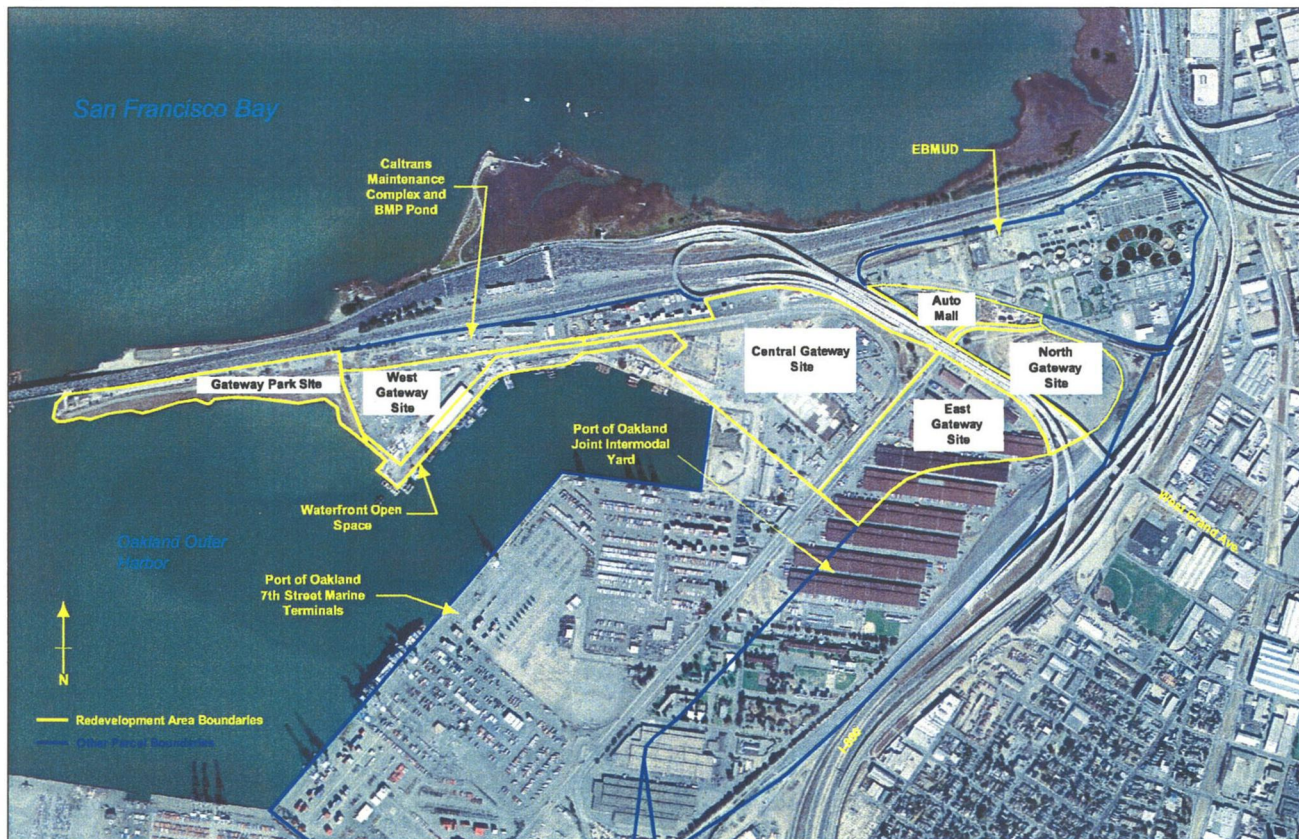 San Francisco Bay
Caltrans
Maintenance
Complex and
BMP Pond
EBMUD
Auto
Mall
North
Gateway
Site
Central Gateway
Site
East
Gateway
Site
Gateway Park Site
West
Gateway
Site
Port of Oakland
Joint Intermodal
Yard
Waterfront Open
Space
West Grand Ave
Oakland Outer
Harbor
Port of Oakland
7th Street Marine
Terminals
I-880
N
Redevelopment Area Boundaries
Other Parcel Boundaries